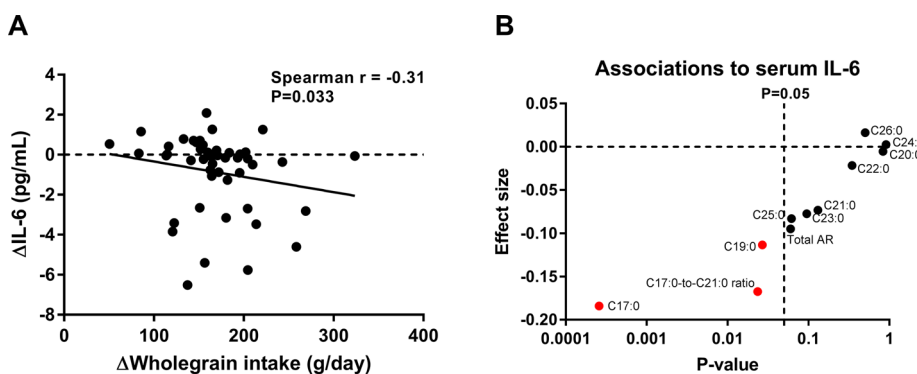 A
Spearman r = -0.31
P=0.033
4
2
0
-2
-4
-6
-8
ΔIL-6 (pg/mL)
0
100
200
300
400
ΔWholegrain intake (g/day)
B
Associations to serum IL-6
P=0.05
0.05
0.00
-0.05
-0.10
-0.15
-0.20
Effect size
C26:0
C24:
C20:0
C22:0
C25:0
C21:0
C23:0
Total AR
C19:0
C17:0-to-C21:0 ratio
C17:0
0.0001
0.001
0.01
0.1
1
P-value